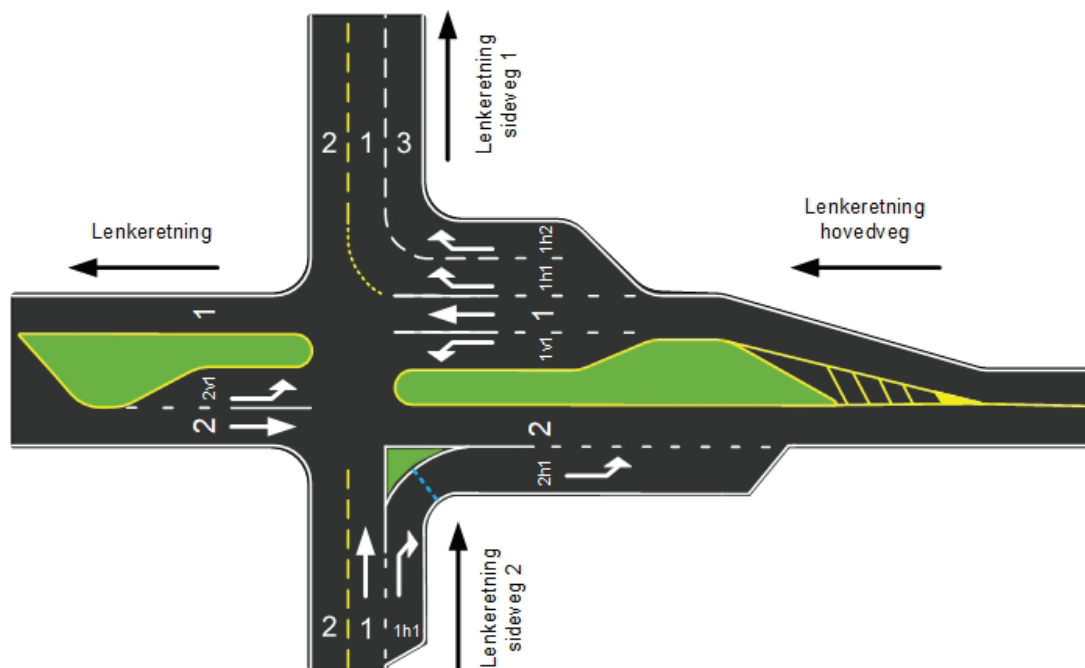 Lenkeretning
sideveg 1
2 1 3
Lenkeretning
Lenkeretning
hovedveg
1h2
1h1
1
1
1v1
2v1
2
2
2h1
2 1 1h1
Lenkeretning
sideveg 2